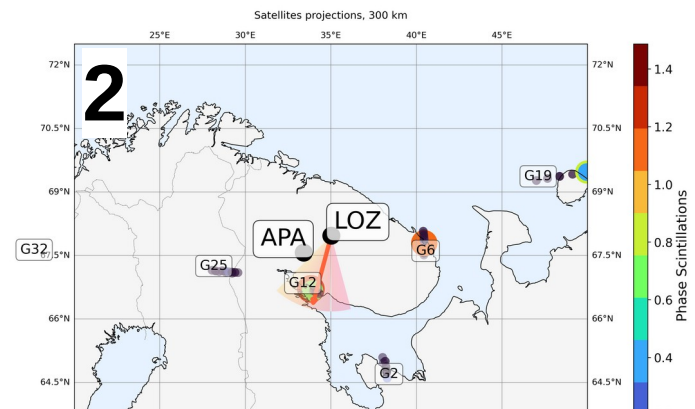 Satellites projections, 300 km
25°E 30°E 35°E 40°E 45°E
2
72°N 72°N 1.4
70.5°N 70.5°N 1.2
69°N G19 69°N 1.0
LOZ
APA
G32 67.5°N G25 G6 67.5°N 0.8
G12
66°N 66°N 0.6
G2
64.5°N 64.5°N 0.4
Phase Scintillations